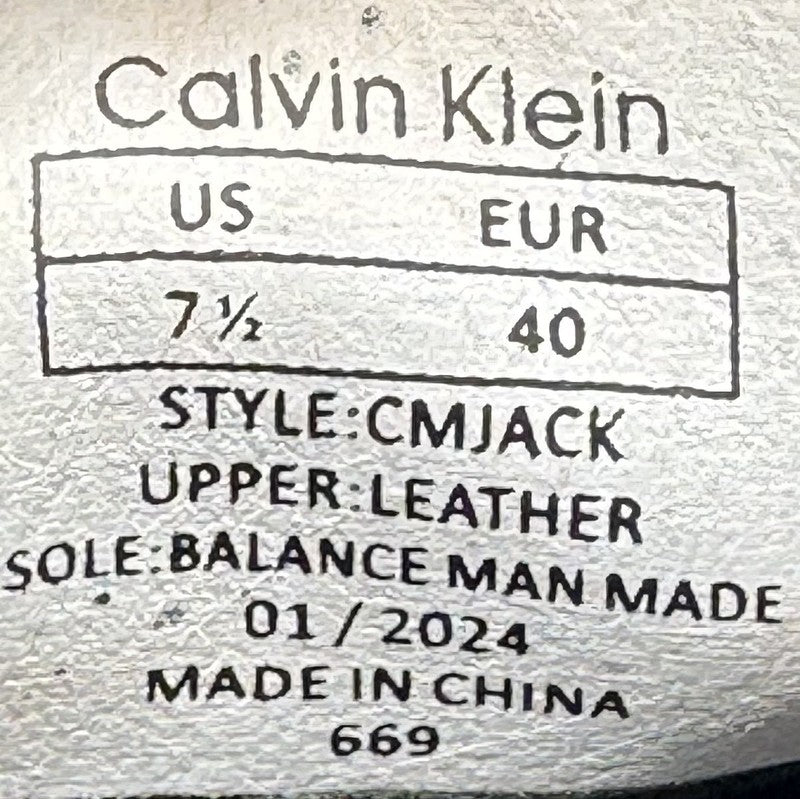 Calvin Klein
US EUR
7 ½ 40
STYLE:CMJACK
UPPER:LEATHER
SOLE:BALANCE MAN MADE
01 / 2024
MADE IN CHINA
669